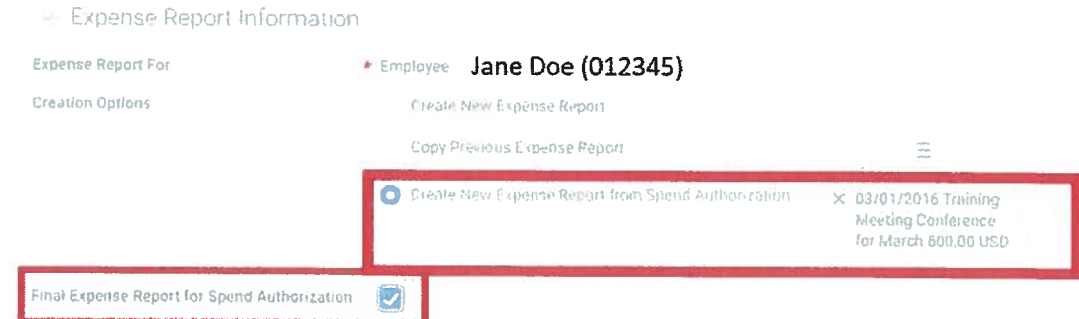 Expense Report Information
Expense Report For * Employee Jane Doe (012345)
Creation Options Create New Expense Report
Copy Previous Expense Report
Create New Expense Report from Spend Authorization × 03/01/2016 Training
Meeting Conference
for March 600.00 USD
Final Expense Report for Spend Authorization